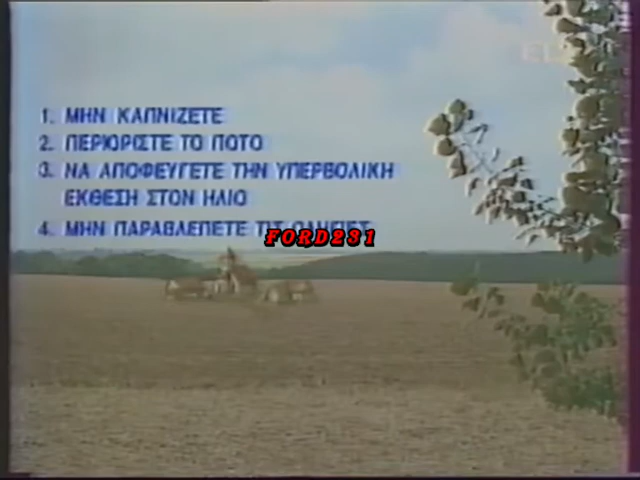 1. ΜΗΝ ΚΑΠΝΙΖΕΤΕ
2. ΠΕΡΙΟΡΙΣΤΕ ΤΟ ΠΟΤΟ
3. ΝΑ ΑΠΟΦΕΥΓΕΤΕ ΤΗΝ ΥΠΕΡΒΟΛΙΚΗ
ΕΚΘΕΣΗ ΣΤΟΝ ΗΛΙΟ
4. ΜΗΝ ΠΑΡΑΒΛΕΠΕΤΕ ΤΙΣ
FORD231